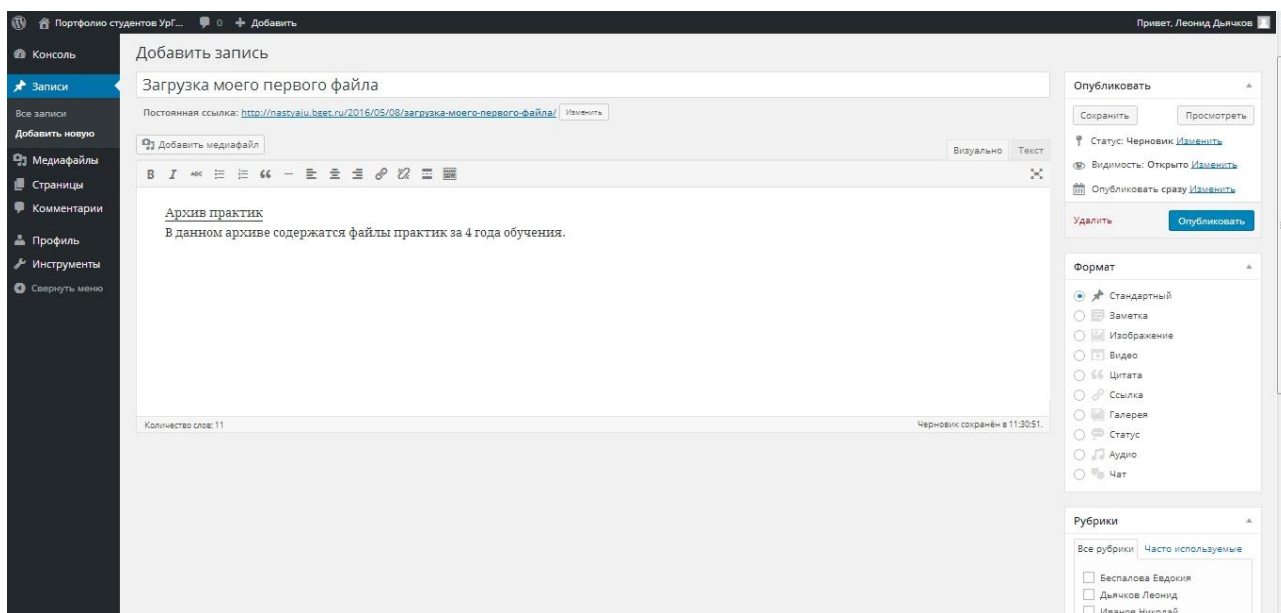 Портфолио студентов УрГ... 0 Добавить
Привет, Леонид Дьячков
Консоль
Записи
Все записи
Добавить новую
Медиафайлы
Страницы
Комментарии
Профиль
Инструменты
Свернуть меню
Добавить запись
Загрузка моего первого файла
Постоянная ссылка: http://nastyaju.bget.ru/2016/05/08/загрузка-моего-первого-файла/ Изменить
Добавить медиафайл
Визуально Текст
B I ABC
Архив практик
В данном архиве содержатся файлы практик за 4 года обучения.
Количество слов: 11
Черновик сохранён в 11:30:51.
Опубликовать
Сохранить Просмотреть
Статус: Черновик Изменить
Видимость: Открыто Изменить
Опубликовать сразу Изменить
Удалить Опубликовать
Формат
Стандартный
Заметка
Изображение
Видео
Цитата
Ссылка
Галерея
Статус
Аудио
Чат
Рубрики
Все рубрики Часто используемые
Беспалова Евдокия
Дьячков Леонид
Иванов Николай